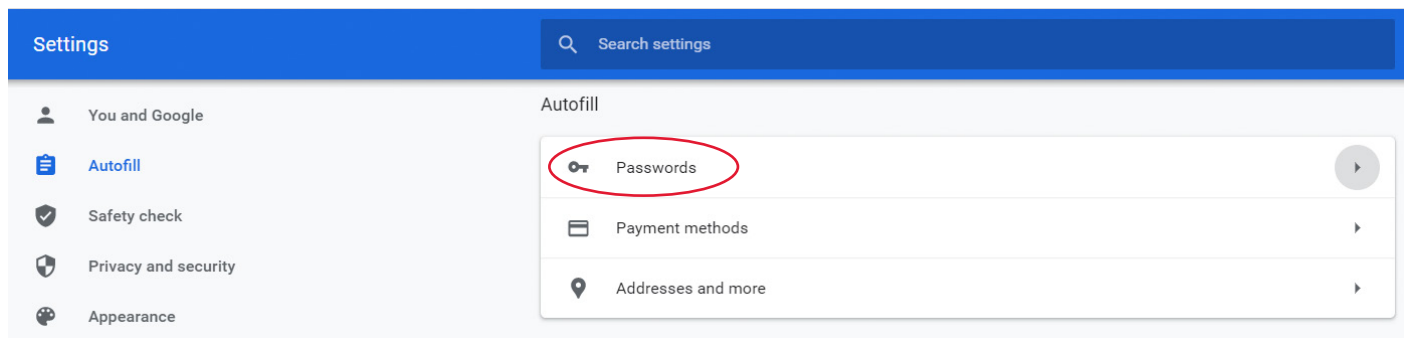 Settings
Search settings
You and Google
Autofill
Safety check
Privacy and security
Appearance
Autofill
Passwords
Payment methods
Addresses and more